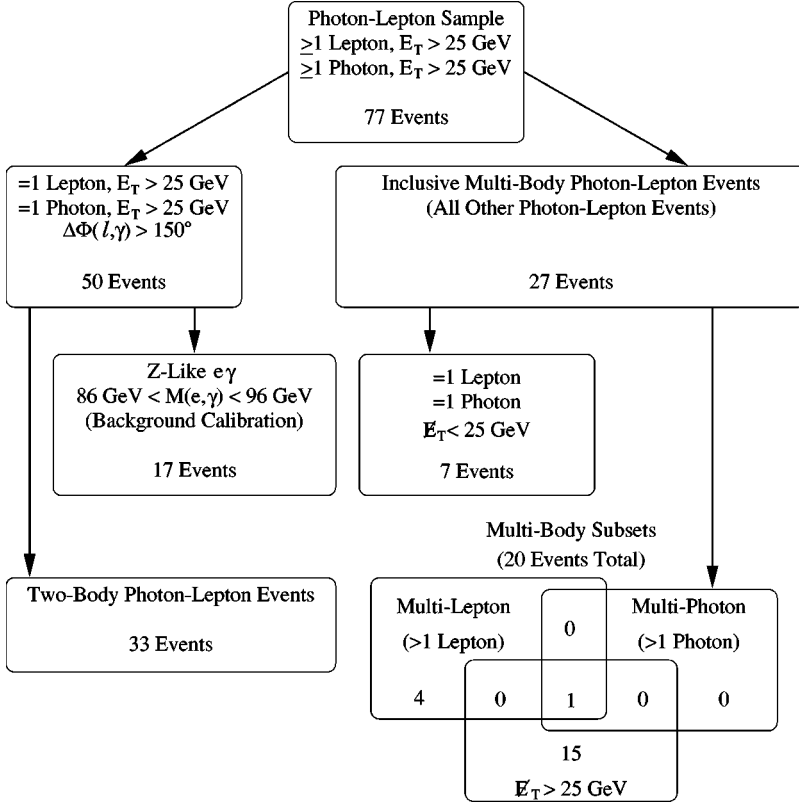 Photon-Lepton Sample
≥1 Lepton, E_T > 25 GeV
≥1 Photon, E_T > 25 GeV
77 Events
=1 Lepton, E_T > 25 GeV
=1 Photon, E_T > 25 GeV
ΔΦ(l,γ) > 150°
50 Events
Inclusive Multi-Body Photon-Lepton Events
(All Other Photon-Lepton Events)
27 Events
Z-Like eγ
86 GeV < M(e,γ) < 96 GeV
(Background Calibration)
17 Events
=1 Lepton
=1 Photon
E̸_T < 25 GeV
7 Events
Two-Body Photon-Lepton Events
33 Events
Multi-Body Subsets
(20 Events Total)
Multi-Lepton
(>1 Lepton)
0
Multi-Photon
(>1 Photon)
4 0 1 0 0
15
E̸_T > 25 GeV